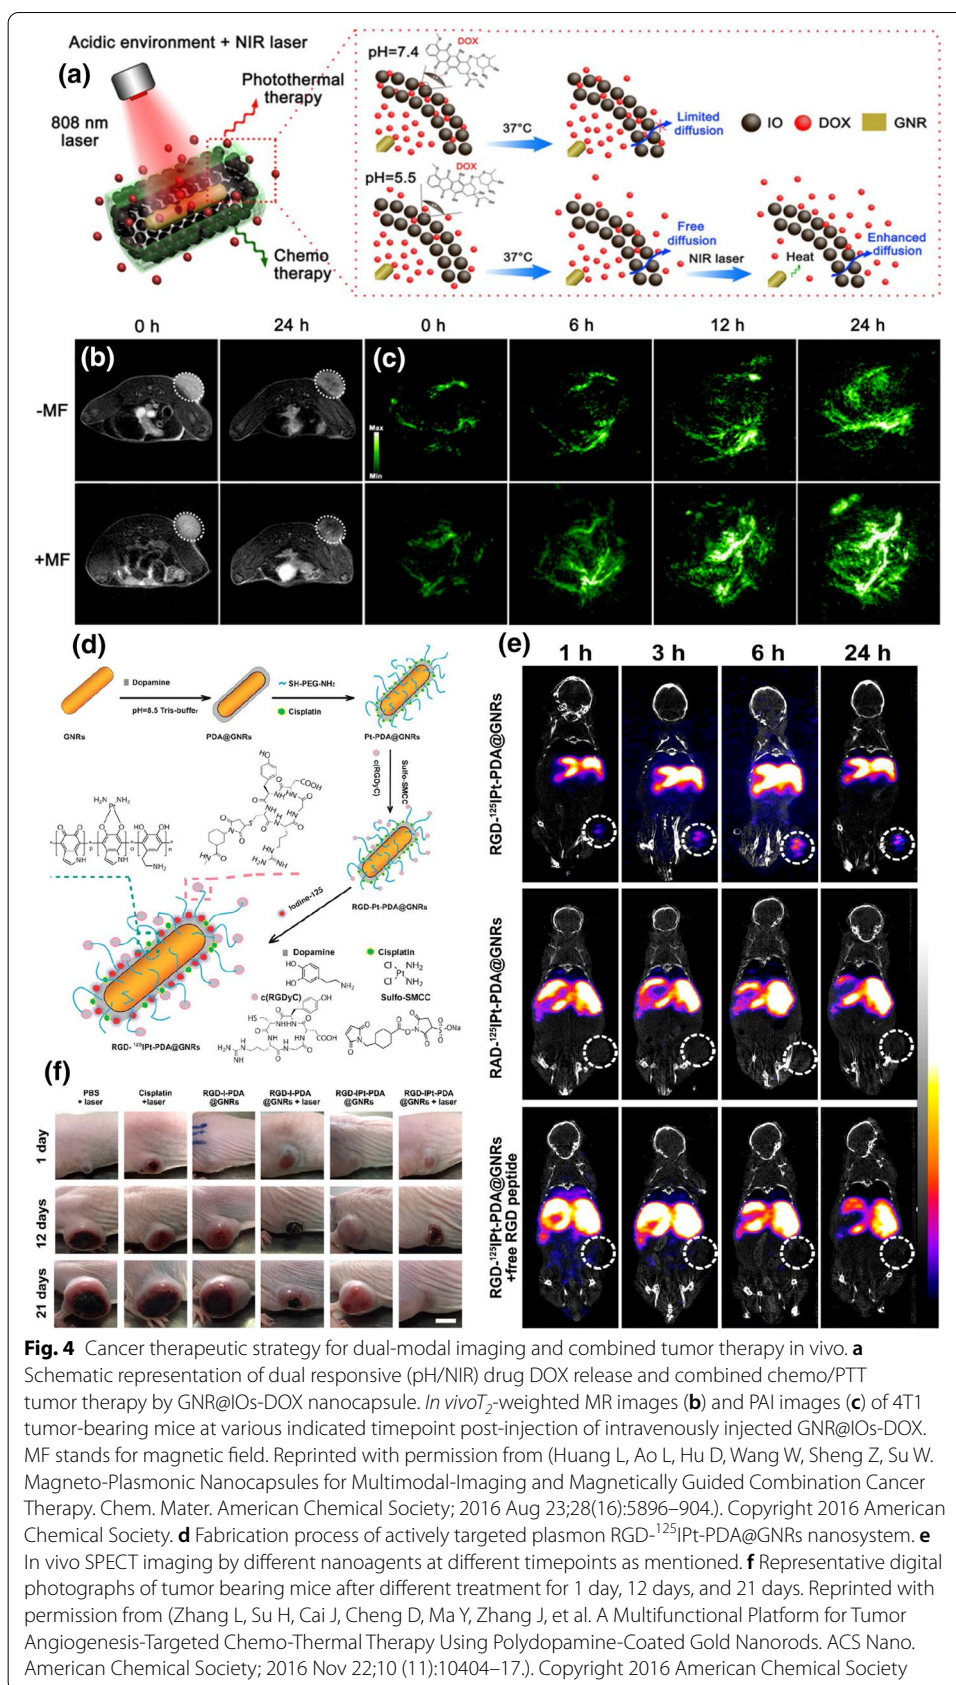 Acidic environment + NIR laser
(a)
808 nm
laser
Photothermal
therapy
Chemo
therapy
pH=7.4
DOX
37°C
Limited
diffusion
IO
DOX
GNR
pH=5.5
DOX
37°C
Free
diffusion
NIR laser
Heat
Enhanced
diffusion
0 h
24 h
0 h
6 h
12 h
24 h
(b)
(c)
-MF
Max
Min
+MF
(d)
GNRs
Dopamine
pH=8.5 Tris-buffer
PDA@GNRs
SH-PEG-NH₂
Cisplatin
Pt-PDA@GNRs
c(RGDyC)
Sulfo-SMCC
RGD-Pt-PDA@GNRs
Iodine-125
RGD-¹²⁵IPt-PDA@GNRs
Dopamine
Cisplatin
c(RGDyC)
Sulfo-SMCC
(e)
1 h
3 h
6 h
24 h
RGD-¹²⁵IPt-PDA@GNRs
RAD-¹²⁵IPt-PDA@GNRs
RGD-¹²⁵IPt-PDA@GNRs
+free RGD peptide
(f)
PBS
+ laser
Cisplatin
+laser
RGD-I-PDA
@GNRs
RGD-I-PDA
@GNRs + laser
RGD-IPt-PDA
@GNRs
RGD-IPt-PDA
@GNRs + laser
1 day
12 days
21 days
Fig. 4 Cancer therapeutic strategy for dual-modal imaging and combined tumor therapy in vivo. a
Schematic representation of dual responsive (pH/NIR) drug DOX release and combined chemo/PTT
tumor therapy by GNR@IOs-DOX nanocapsule. In vivoT₂-weighted MR images (b) and PAI images (c) of 4T1
tumor-bearing mice at various indicated timepoint post-injection of intravenously injected GNR@IOs-DOX.
MF stands for magnetic field. Reprinted with permission from (Huang L, Ao L, Hu D, Wang W, Sheng Z, Su W.
Magneto-Plasmonic Nanocapsules for Multimodal-Imaging and Magnetically Guided Combination Cancer
Therapy. Chem. Mater. American Chemical Society; 2016 Aug 23;28(16):5896–904.). Copyright 2016 American
Chemical Society. d Fabrication process of actively targeted plasmon RGD-¹²⁵IPt-PDA@GNRs nanosystem. e
In vivo SPECT imaging by different nanoagents at different timepoints as mentioned. f Representative digital
photographs of tumor bearing mice after different treatment for 1 day, 12 days, and 21 days. Reprinted with
permission from (Zhang L, Su H, Cai J, Cheng D, Ma Y, Zhang J, et al. A Multifunctional Platform for Tumor
Angiogenesis-Targeted Chemo-Thermal Therapy Using Polydopamine-Coated Gold Nanorods. ACS Nano.
American Chemical Society; 2016 Nov 22;10 (11):10404–17.). Copyright 2016 American Chemical Society